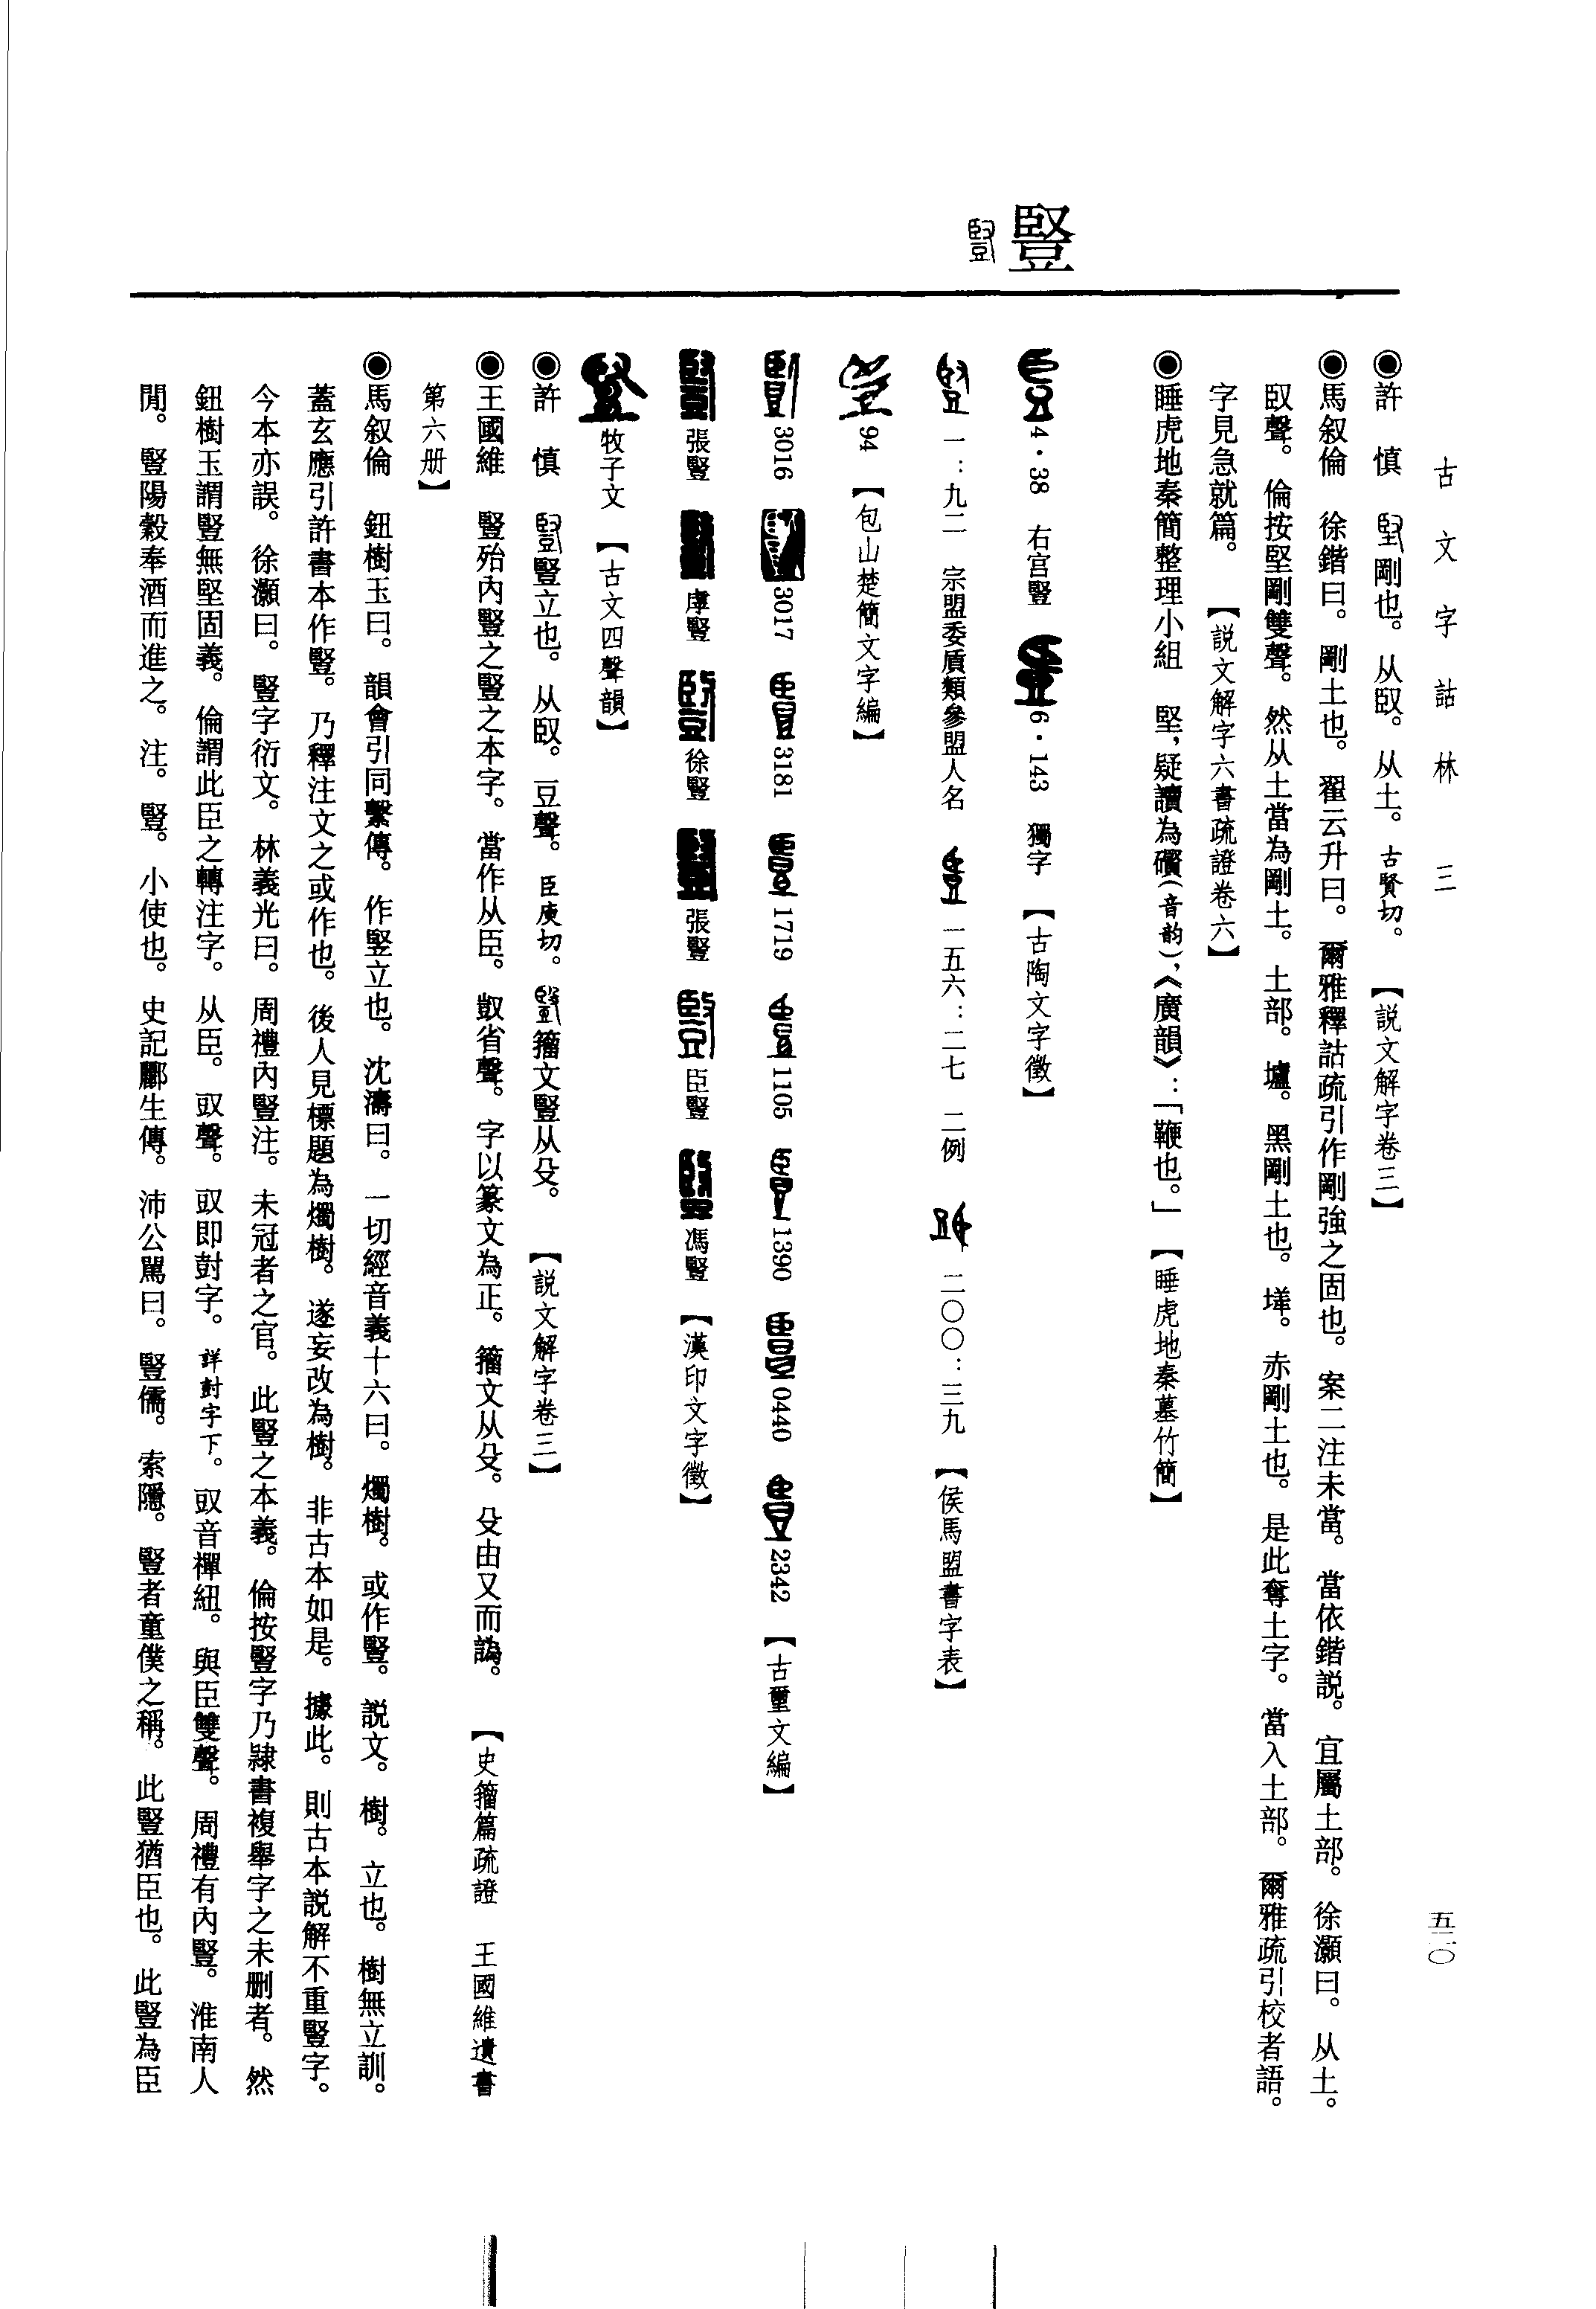 古文字詁林 三
五二〇
◉許　慎　剛也。从臤。从土。古賢切。【説文解字卷三】
◉馬叙倫　徐鍇曰。剛土也。翟云升曰。爾雅釋詁疏引作剛強之固也。案二注未當。當依鍇説。宜屬土部。徐灝曰。从土。
臤聲。倫按堅剛雙聲。然从土當為剛土。土部。壚。黑剛土也。㙷。赤剛土也。是此奪土字。當入土部。爾雅疏引校者語。
字見急就篇。【説文解字六書疏證卷六】
◉睡虎地秦簡整理小組　堅，疑讀為礥（音韵），《廣韻》：「鞭也。」【睡虎地秦墓竹簡】
豎
4·38　右宫豎　6·143　獨字【古陶文字徵】
一：九二　宗盟委質類參盟人名　一五六：二七　二例　二〇〇：三九【侯馬盟書字表】
94【包山楚簡文字編】
3016　3017　3181　1719　1105　1390　0440　2342【古璽文編】
張豎　㡿豎　徐豎　張豎　臣豎　馮豎【漢印文字徵】
牧子文【古文四聲韻】
◉許　慎　豎立也。从臤。豆聲。臣庾切。籀文豎从殳。【説文解字卷三】
◉王國維　豎殆内豎之豎之本字。當作从臣。㪷省聲。字以篆文為正。籀文从殳。殳由又而譌。【史籀篇疏證　王國維遺書
第六册】
◉馬叙倫　鈕樹玉曰。韻會引同繫傳。作竪立也。沈濤曰。一切經音義十六曰。燭樹。或作豎。説文。樹。立也。樹無立訓。
蓋玄應引許書本作豎。乃釋注文之或作也。後人見標題為燭樹。遂妄改為樹。非古本如是。據此。則古本説解不重豎字。
今本亦誤。徐灝曰。豎字衍文。林義光曰。周禮内豎注。未冠者之官。此豎之本義。倫按豎字乃隸書複舉字之未删者。然
鈕樹玉謂豎無堅固義。倫謂此臣之轉注字。从臣。㪷聲。㪷即尌字。詳尌字下。㪷音禪紐。與臣雙聲。周禮有内豎。淮南人
閒。豎陽穀奉酒而進之。注。豎。小使也。史記酈生傳。沛公罵曰。豎儒。索隱。豎者童僕之稱。此豎猶臣也。此豎為臣